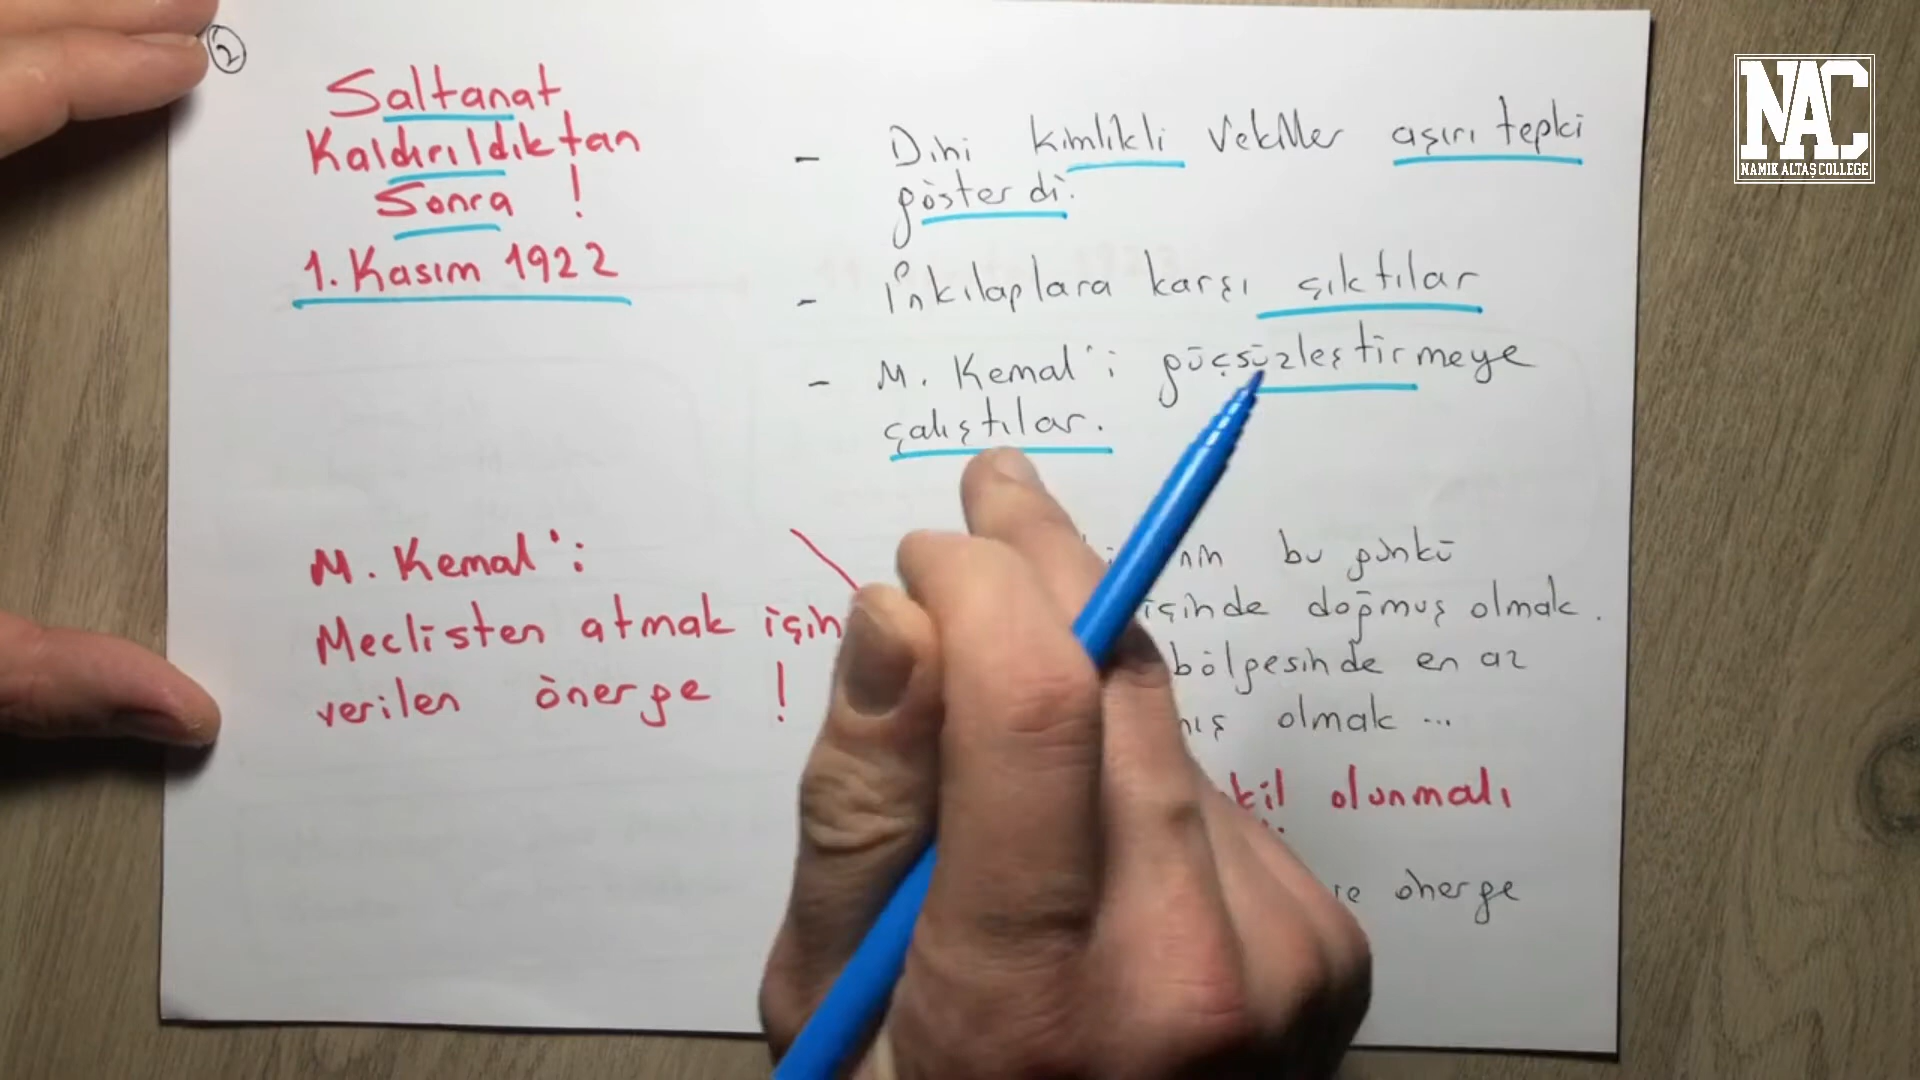 2
Saltanat
Kaldırıldıktan
Sonra !
1. Kasım 1922
- Dini kimlikli Vekiller aşırı tepki
gösterdi.
- İnkılaplara karşı çıktılar
- M. Kemal'i güçsüzleştirmeye
çalıştılar.
M. Kemal'i
Meclisten atmak için
verilen önerge !
bu günkü
içinde doğmuş olmak.
bölgesinde en az
olmak ...
olunmalı
önerge
NAC
NAMIK ALTAŞ COLLEGE